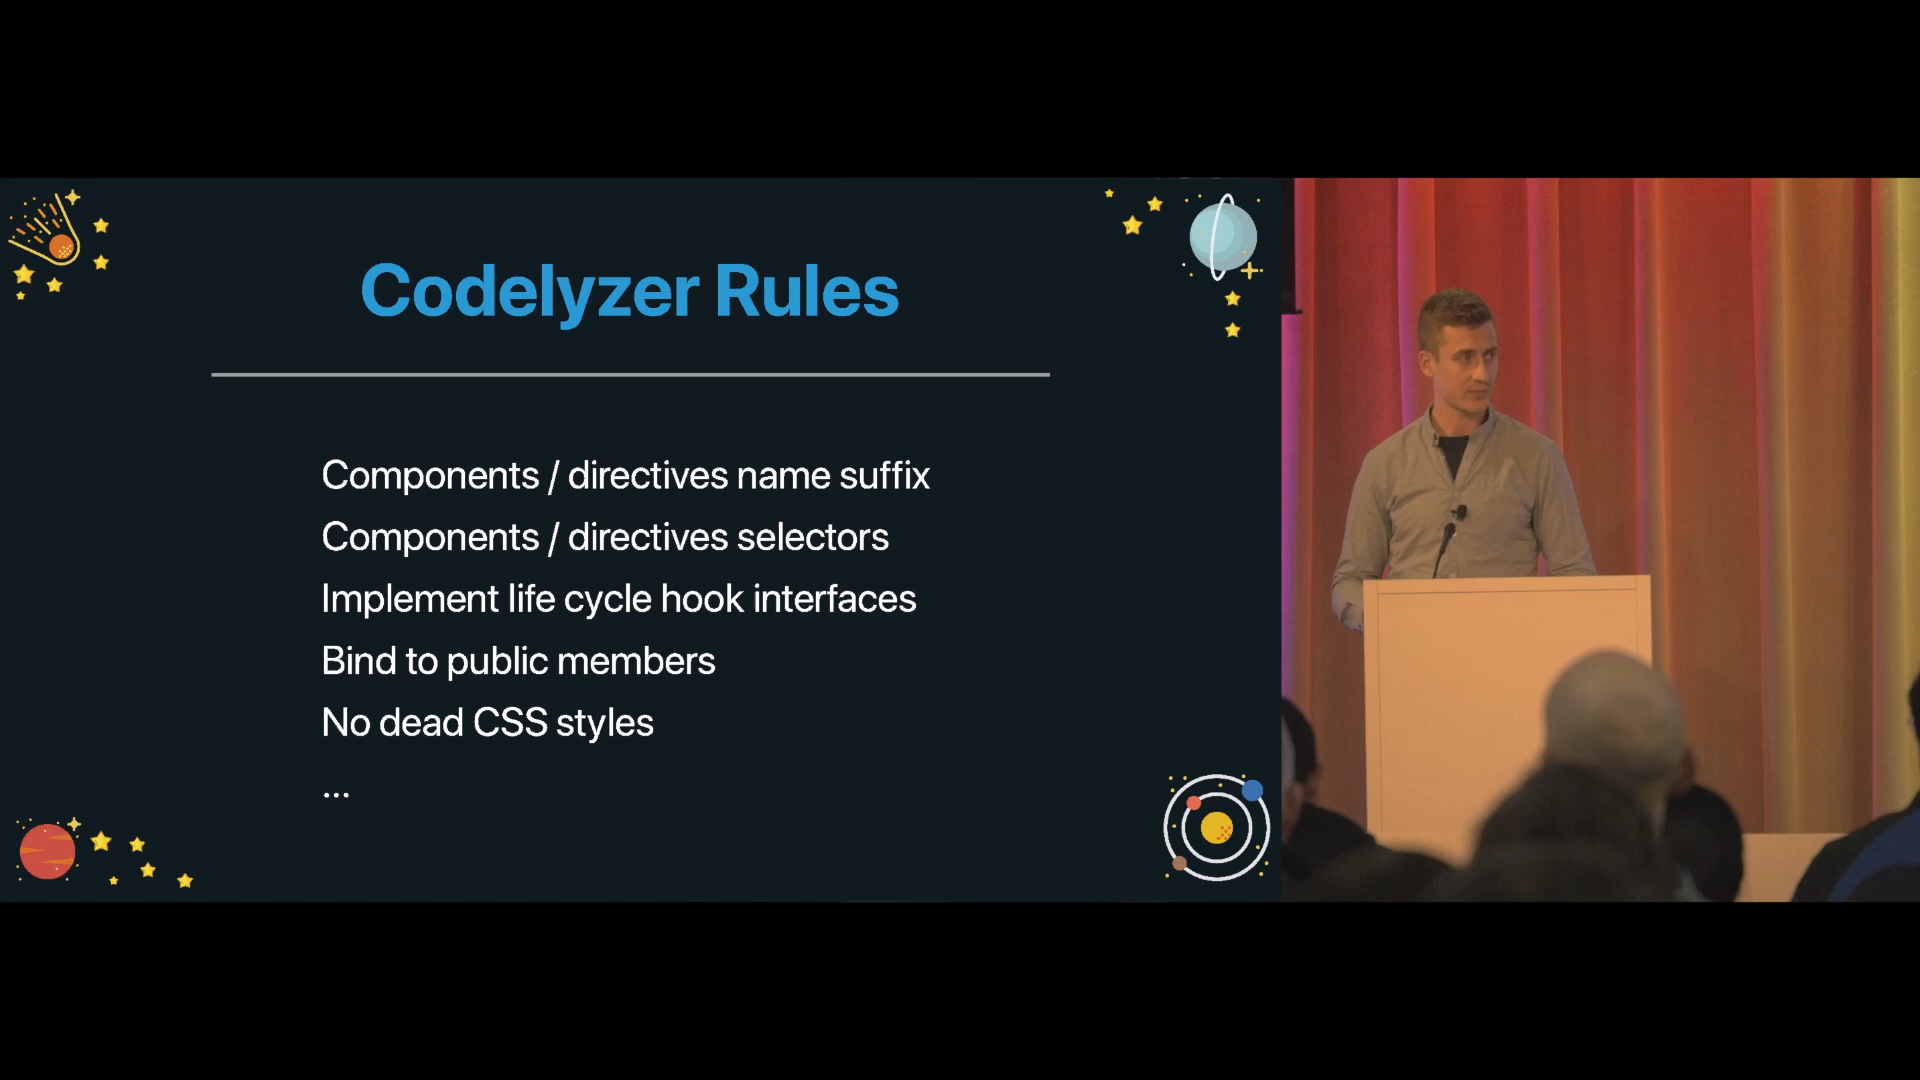 Codelyzer Rules
Components / directives name suffix
Components / directives selectors
Implement life cycle hook interfaces
Bind to public members
No dead CSS styles
...